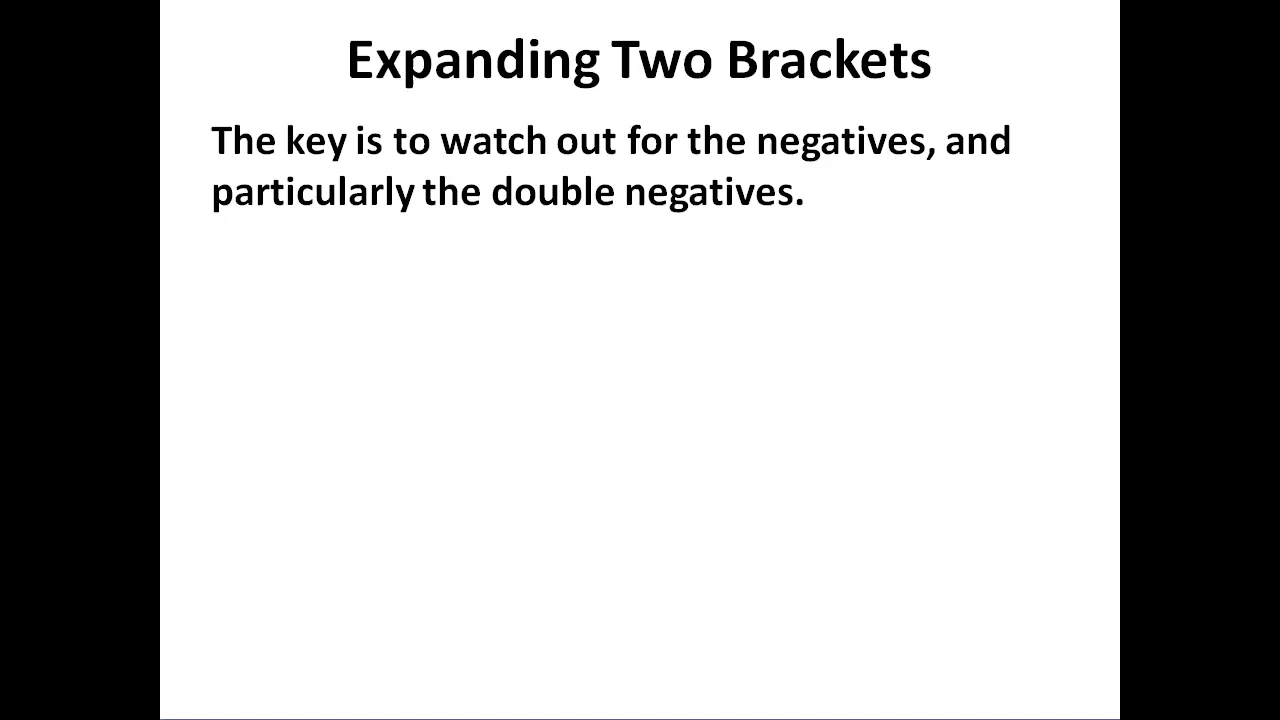 Expanding Two Brackets
The key is to watch out for the negatives, and
particularly the double negatives.